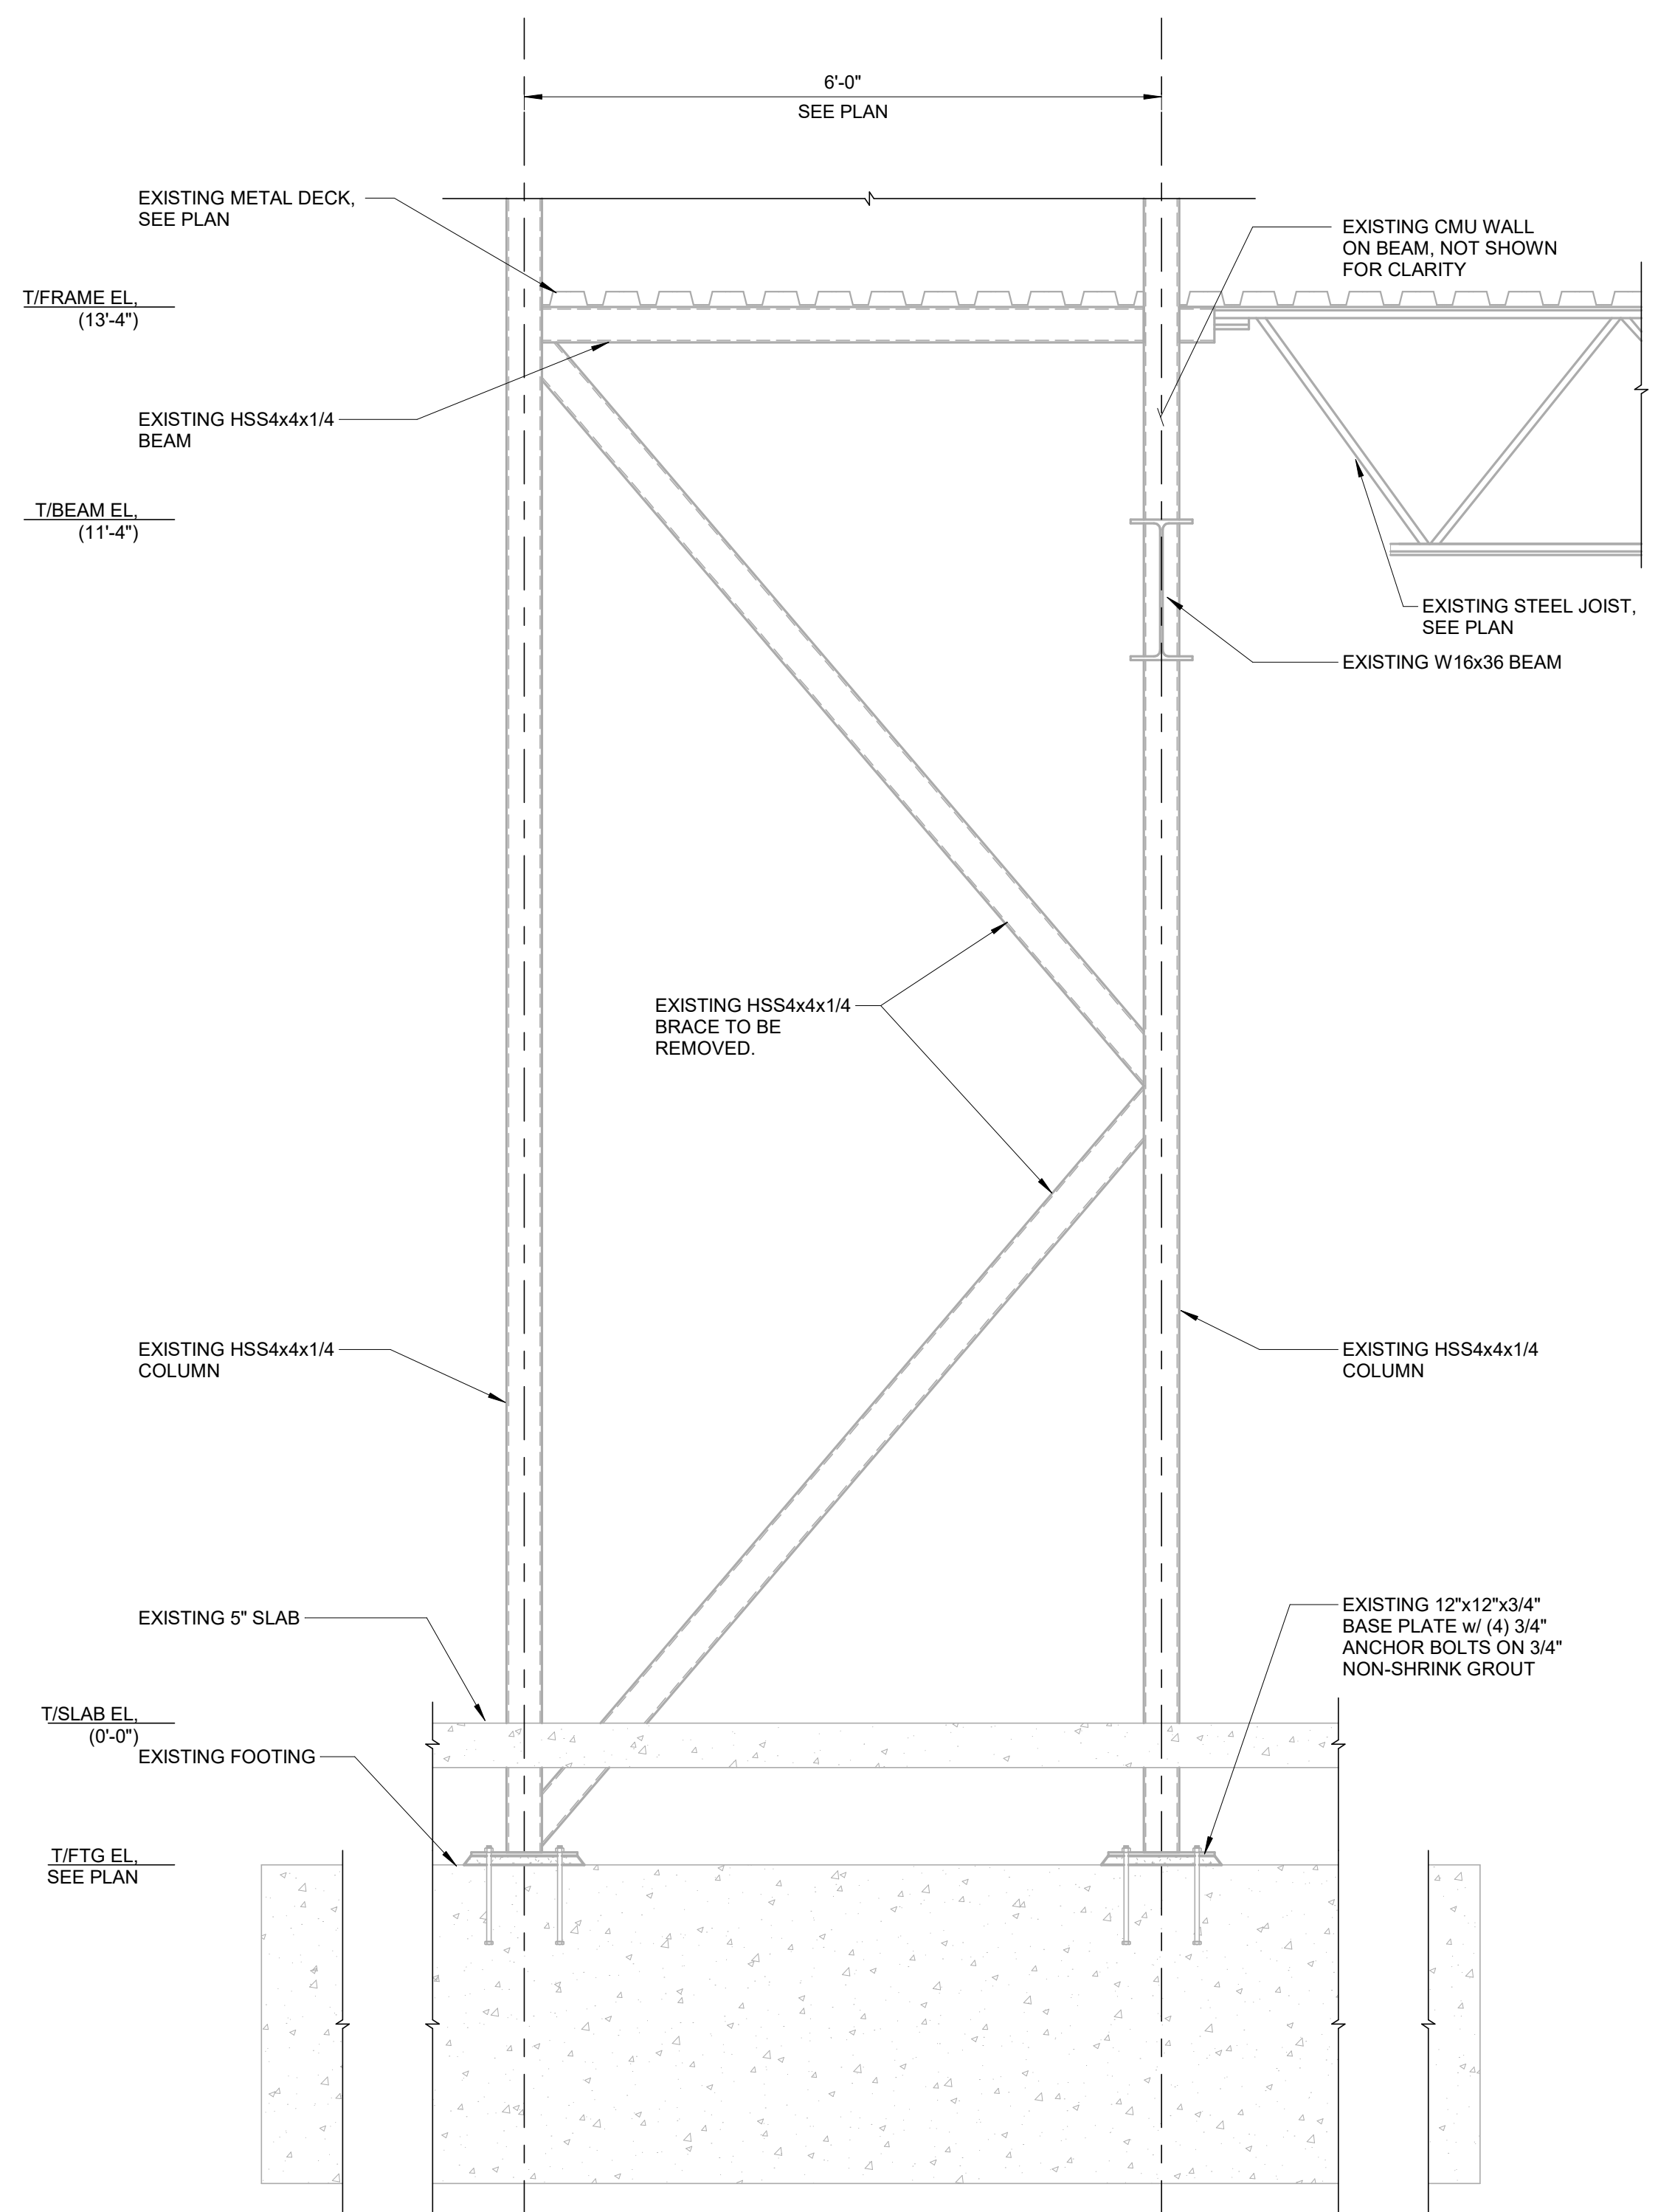 6'-0"
SEE PLAN
EXISTING METAL DECK,
SEE PLAN
EXISTING CMU WALL
ON BEAM, NOT SHOWN
FOR CLARITY
T/FRAME EL,
(13'-4")
EXISTING HSS4x4x1/4
BEAM
T/BEAM EL,
(11'-4")
EXISTING STEEL JOIST,
SEE PLAN
EXISTING W16x36 BEAM
EXISTING HSS4x4x1/4
BRACE TO BE
REMOVED.
EXISTING HSS4x4x1/4
COLUMN
EXISTING HSS4x4x1/4
COLUMN
EXISTING 5" SLAB
EXISTING 12"x12"x3/4"
BASE PLATE w/ (4) 3/4"
ANCHOR BOLTS ON 3/4"
NON-SHRINK GROUT
T/SLAB EL,
(0'-0")
EXISTING FOOTING
T/FTG EL,
SEE PLAN